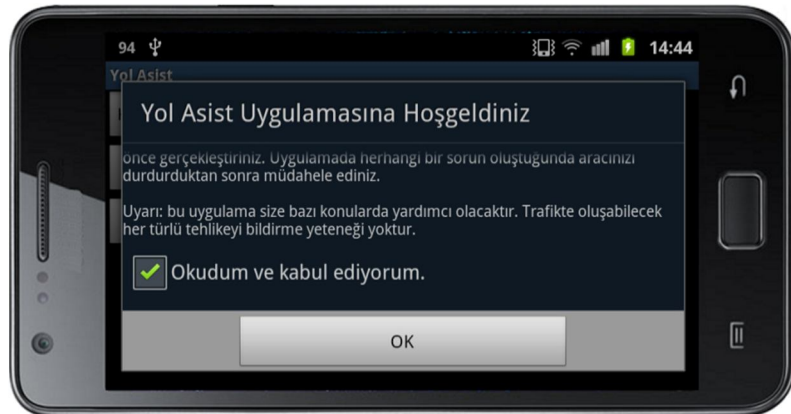 94
14:44
Yol Asist
Yol Asist Uygulamasına Hoşgeldiniz
önce gerçekleştiriniz. Uygulamada herhangi bir sorun oluştuğunda aracınızı
durdurduktan sonra müdahele ediniz.
Uyarı: bu uygulama size bazı konularda yardımcı olacaktır. Trafikte oluşabilecek
her türlü tehlikeyi bildirme yeteneği yoktur.
Okudum ve kabul ediyorum.
OK